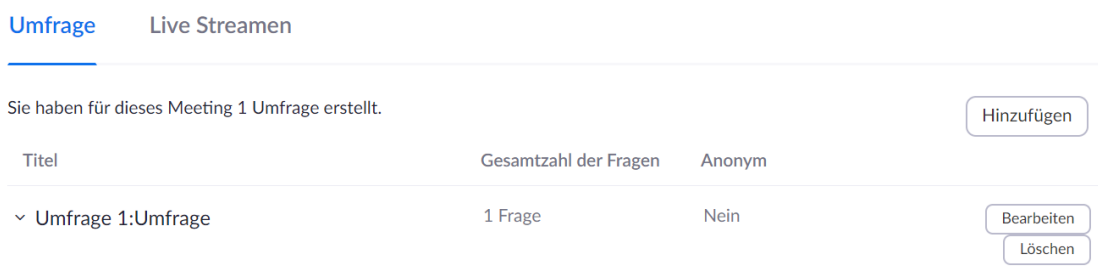 Umfrage Live Streamen
Sie haben für dieses Meeting 1 Umfrage erstellt.
Hinzufügen
Titel Gesamtzahl der Fragen Anonym
Umfrage 1:Umfrage 1 Frage Nein Bearbeiten
Löschen